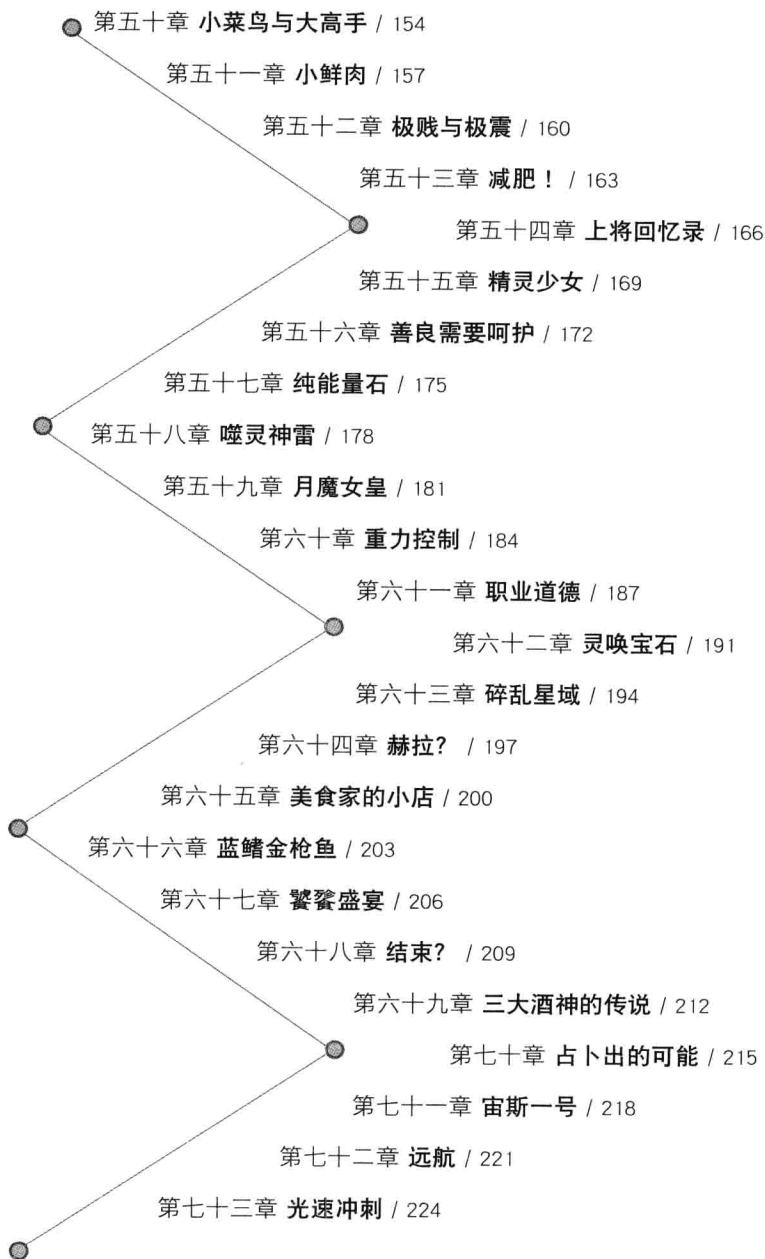 第五十章 小菜鸟与大高手 / 154
第五十一章 小鲜肉 / 157
第五十二章 极贱与极震 / 160
第五十三章 减肥！ / 163
第五十四章 上将回忆录 / 166
第五十五章 精灵少女 / 169
第五十六章 善良需要呵护 / 172
第五十七章 纯能量石 / 175
第五十八章 噬灵神雷 / 178
第五十九章 月魔女皇 / 181
第六十章 重力控制 / 184
第六十一章 职业道德 / 187
第六十二章 灵唤宝石 / 191
第六十三章 碎乱星域 / 194
第六十四章 赫拉？ / 197
第六十五章 美食家的小店 / 200
第六十六章 蓝鳍金枪鱼 / 203
第六十七章 饕餮盛宴 / 206
第六十八章 结束？ / 209
第六十九章 三大酒神的传说 / 212
第七十章 占卜出的可能 / 215
第七十一章 宙斯一号 / 218
第七十二章 远航 / 221
第七十三章 光速冲刺 / 224